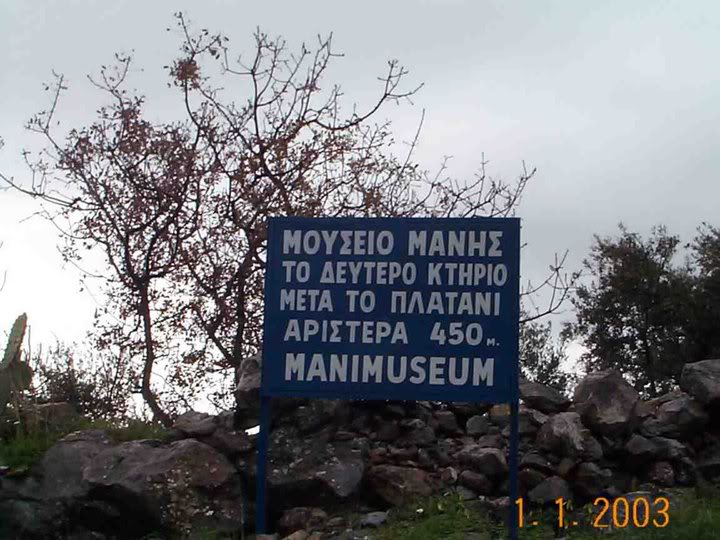 ΜΟΥΣΕΙΟ ΜΑΝΗΣ
ΤΟ ΔΕΥΤΕΡΟ ΚΤΗΡΙΟ
ΜΕΤΑ ΤΟ ΠΛΑΤΑΝΙ
ΑΡΙΣΤΕΡΑ 450 Μ.
MANIMUSEUM
1. 1. 2003